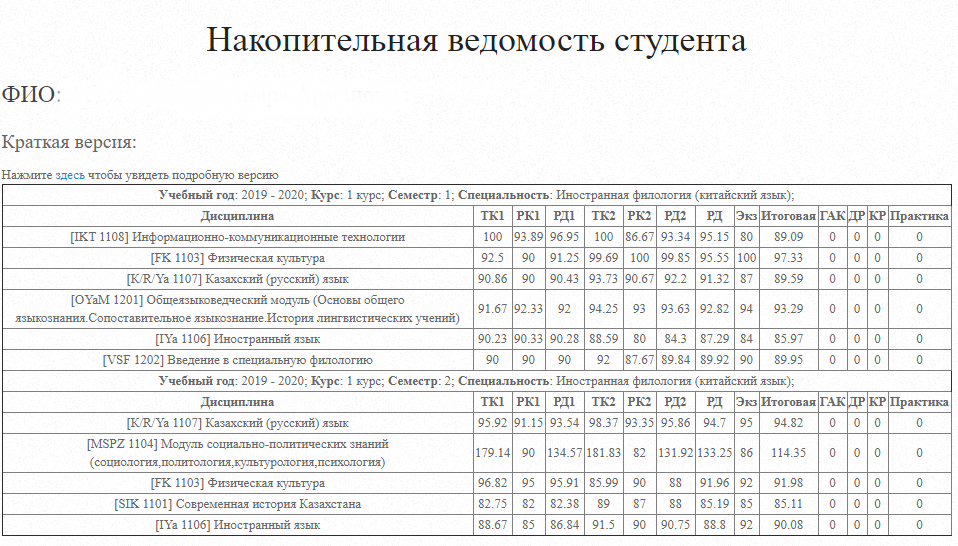 Накопительная ведомость студента
ФИО:
Краткая версия:
Нажмите здесь чтобы увидеть подробную версию
Учебный год: 2019 - 2020; Курс: 1 курс; Семестр: 1; Специальность: Иностранная филология (китайский язык);
Дисциплина ТК1 РК1 РД1 ТК2 РК2 РД2 РД Экз Итоговая ГАК ДР КР Практика
[IKT 1108] Информационно-коммуникационные технологии 100 93.89 96.95 100 86.67 93.34 95.15 80 89.09 0 0 0 0
[FK 1103] Физическая культура 92.5 90 91.25 99.69 100 99.85 95.55 100 97.33 0 0 0 0
[K/R/Ya 1107] Казахский (русский) язык 90.86 90 90.43 93.73 90.67 92.2 91.32 87 89.59 0 0 0 0
[OYaM 1201] Общеязыковедческий модуль (Основы общего
языкознания.Сопоставительное языкознание.История лингвистических учений) 91.67 92.33 92 94.25 93 93.63 92.82 94 93.29 0 0 0 0
[IYa 1106] Иностранный язык 90.23 90.33 90.28 88.59 80 84.3 87.29 84 85.97 0 0 0 0
[VSF 1202] Введение в специальную филологию 90 90 90 92 87.67 89.84 89.92 90 89.95 0 0 0 0
Учебный год: 2019 - 2020; Курс: 1 курс; Семестр: 2; Специальность: Иностранная филология (китайский язык);
Дисциплина ТК1 РК1 РД1 ТК2 РК2 РД2 РД Экз Итоговая ГАК ДР КР Практика
[K/R/Ya 1107] Казахский (русский) язык 95.92 91.15 93.54 98.37 93.35 95.86 94.7 95 94.82 0 0 0 0
[MSPZ 1104] Модуль социально-политических знаний
(социология,политология,культурология,психология) 179.14 90 134.57 181.83 82 131.92 133.25 86 114.35 0 0 0 0
[FK 1103] Физическая культура 96.82 95 95.91 85.99 90 88 91.96 92 91.98 0 0 0 0
[SIK 1101] Современная история Казахстана 82.75 82 82.38 89 87 88 85.19 85 85.11 0 0 0 0
[IYa 1106] Иностранный язык 88.67 85 86.84 91.5 90 90.75 88.8 92 90.08 0 0 0 0